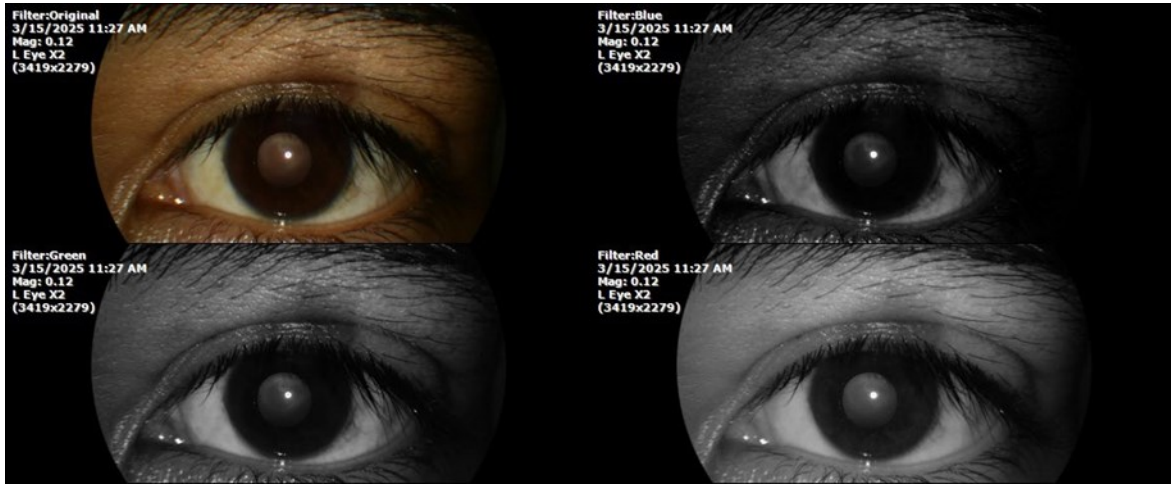 Filter:Original
3/15/2025 11:27 AM
Mag: 0.12
L Eye X2
(3419x2279)
Filter:Blue
3/15/2025 11:27 AM
Mag: 0.12
L Eye X2
(3419x2279)
Filter:Green
3/15/2025 11:27 AM
Mag: 0.12
L Eye X2
(3419x2279)
Filter:Red
3/15/2025 11:27 AM
Mag: 0.12
L Eye X2
(3419x2279)